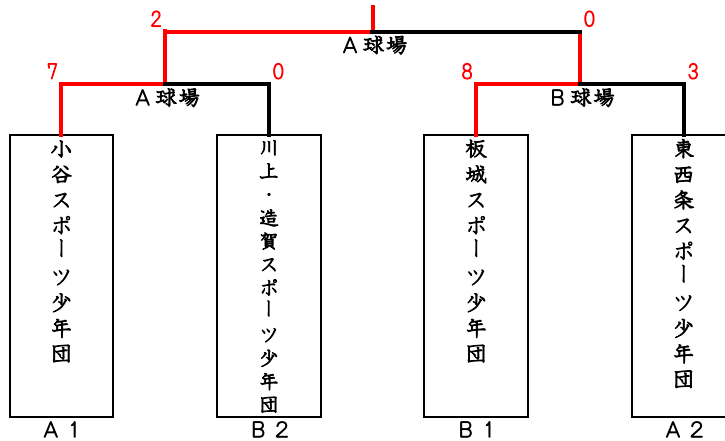 2
0
A球場
7
0
8
3
A球場
B球場
小谷スポーツ少年団
川上・造賀スポーツ少年団
板城スポーツ少年団
東西条スポーツ少年団
A1
B2
B1
A2